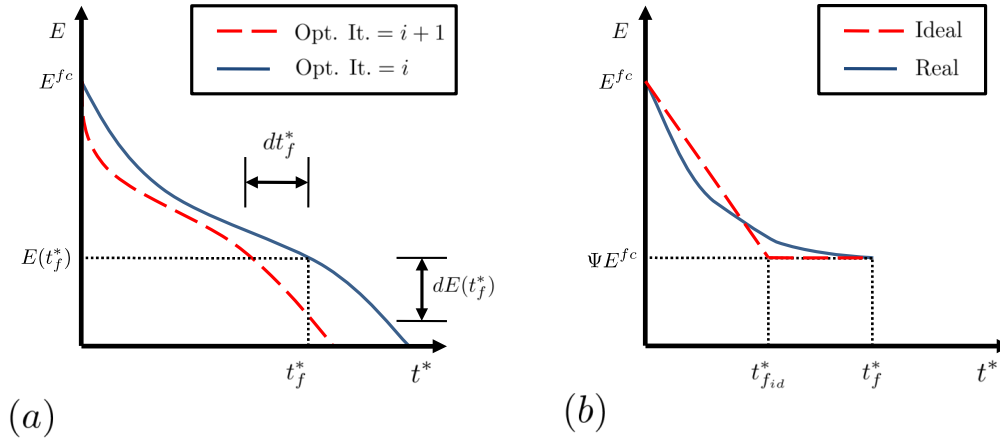 E
Opt. It. = i + 1
Opt. It. = i
E^{fc}
dt_f^*
E(t_f^*)
dE(t_f^*)
t_f^*
t^*
(a)
E
Ideal
Real
E^{fc}
ΨE^{fc}
t_{f_{id}}^*
t_f^*
t^*
(b)